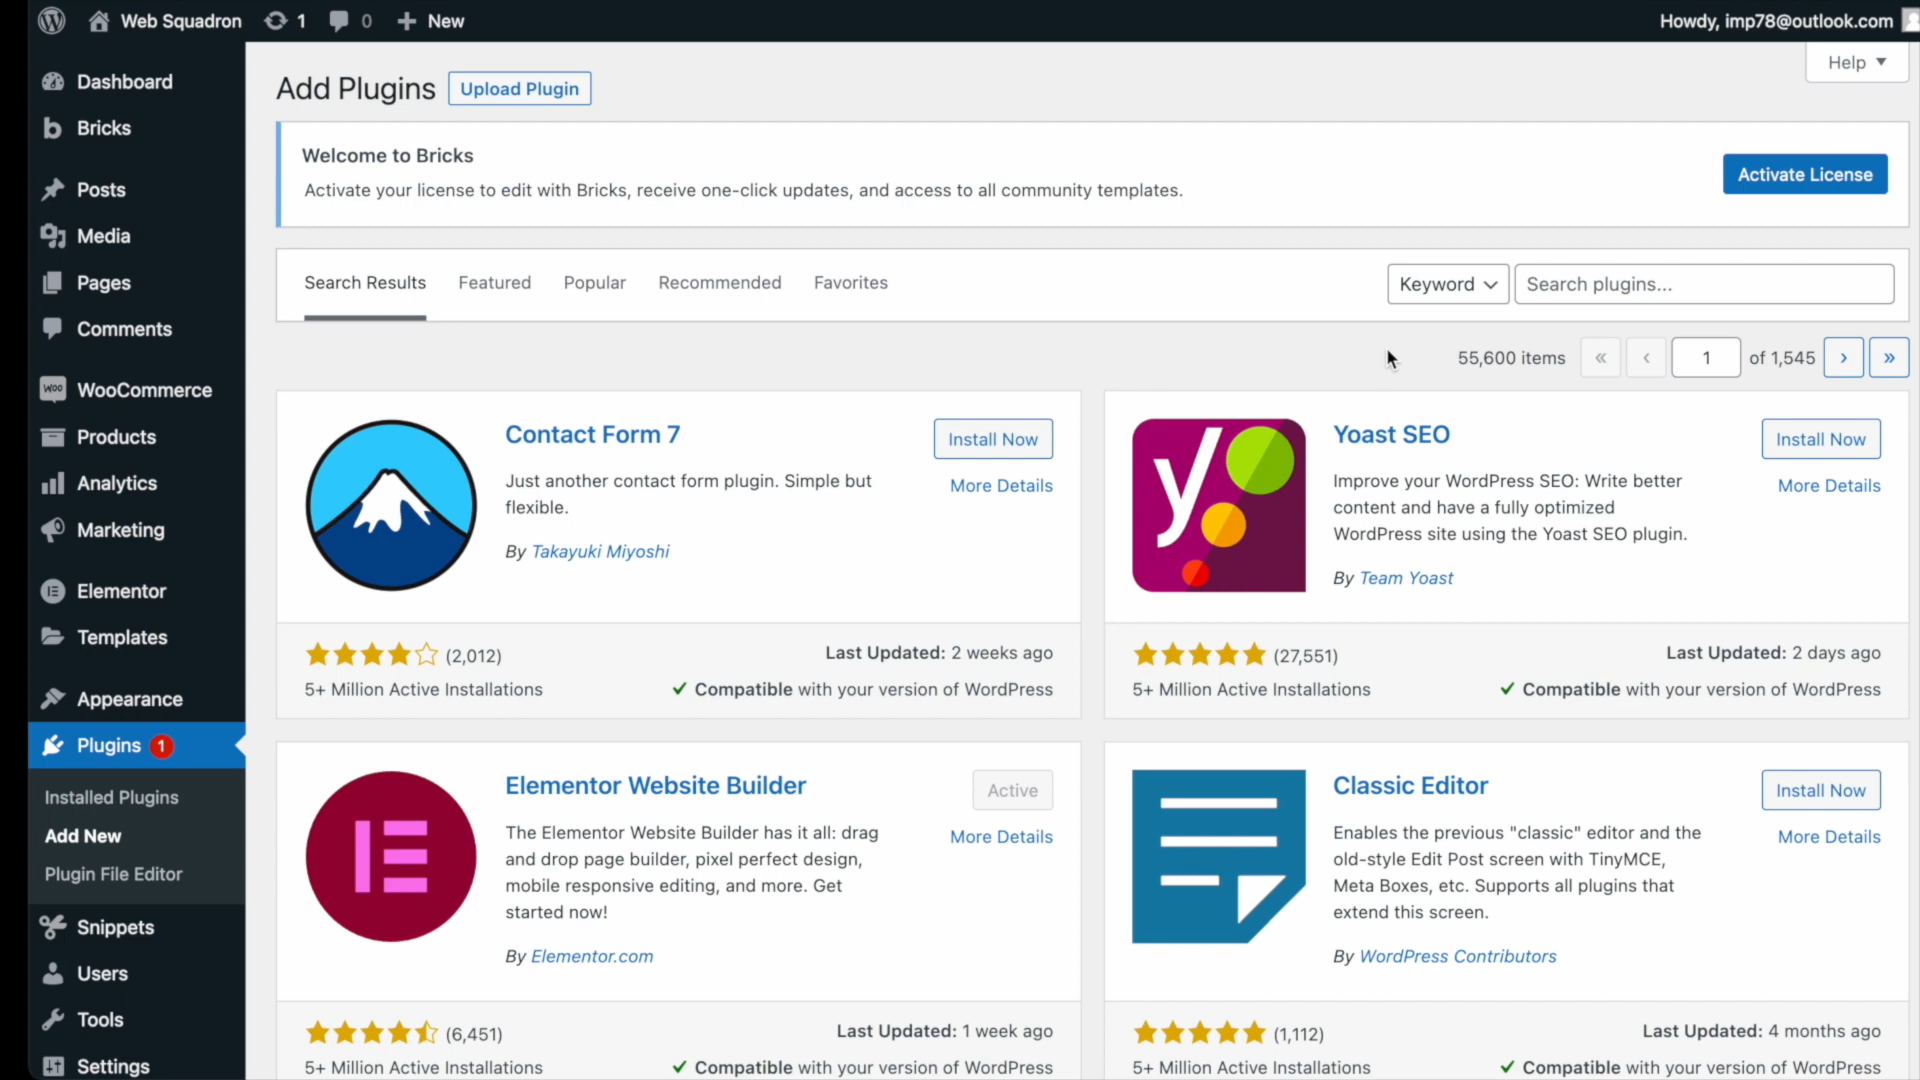 Web Squadron 1 0 New Howdy, imp78@outlook.com
Help
Dashboard
Bricks
Posts
Media
Pages
Comments
WooCommerce
Products
Analytics
Marketing
Elementor
Templates
Appearance
Plugins 1
Installed Plugins
Add New
Plugin File Editor
Snippets
Users
Tools
Settings
Add Plugins Upload Plugin
Welcome to Bricks
Activate your license to edit with Bricks, receive one-click updates, and access to all community templates.
Activate License
Search Results Featured Popular Recommended Favorites Keyword Search plugins...
55,600 items « ‹ 1 of 1,545 › »
Contact Form 7
Install Now
More Details
Just another contact form plugin. Simple but
flexible.
By Takayuki Miyoshi
(2,012)
Last Updated: 2 weeks ago
5+ Million Active Installations
Compatible with your version of WordPress
Yoast SEO
Install Now
More Details
Improve your WordPress SEO: Write better
content and have a fully optimized
WordPress site using the Yoast SEO plugin.
By Team Yoast
(27,551)
Last Updated: 2 days ago
5+ Million Active Installations
Compatible with your version of WordPress
Elementor Website Builder
Active
More Details
The Elementor Website Builder has it all: drag
and drop page builder, pixel perfect design,
mobile responsive editing, and more. Get
started now!
By Elementor.com
(6,451)
Last Updated: 1 week ago
5+ Million Active Installations
Compatible with your version of WordPress
Classic Editor
Install Now
More Details
Enables the previous "classic" editor and the
old-style Edit Post screen with TinyMCE,
Meta Boxes, etc. Supports all plugins that
extend this screen.
By WordPress Contributors
(1,112)
Last Updated: 4 months ago
5+ Million Active Installations
Compatible with your version of WordPress